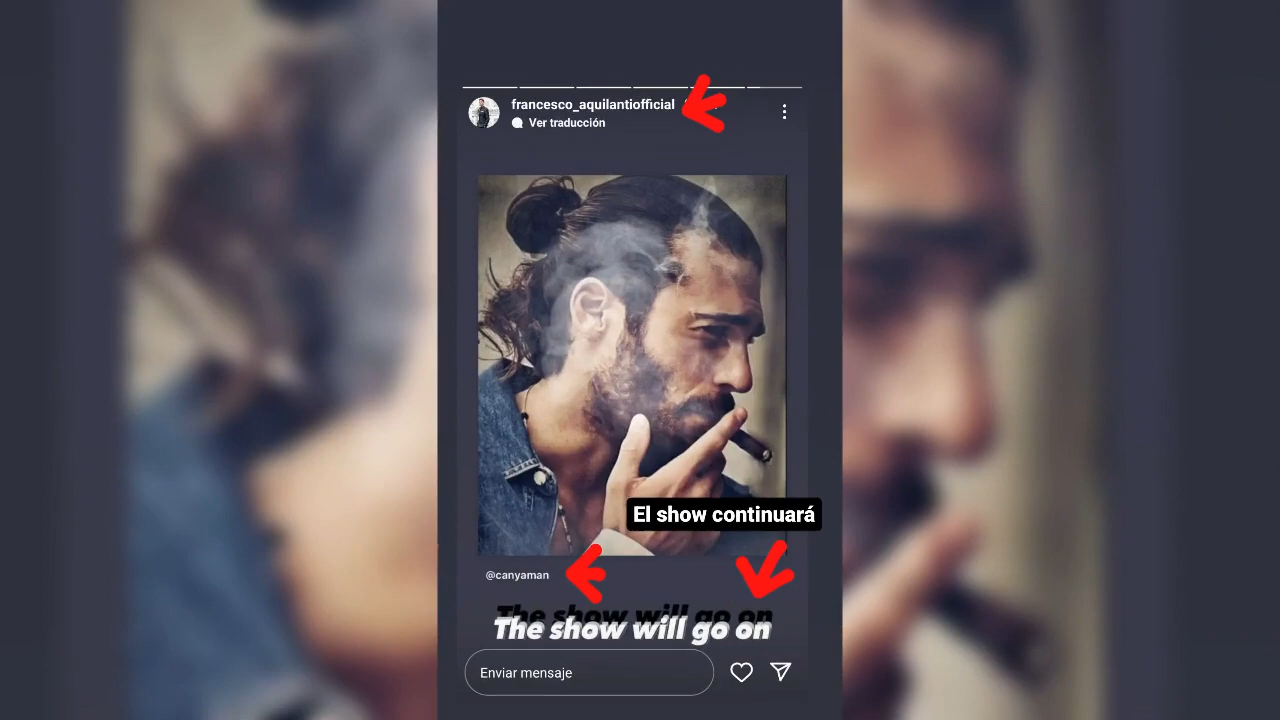 francesco_aquilantiofficial
Ver traducción
El show continuará
@canyaman
The show will go on
The show will go on
Enviar mensaje